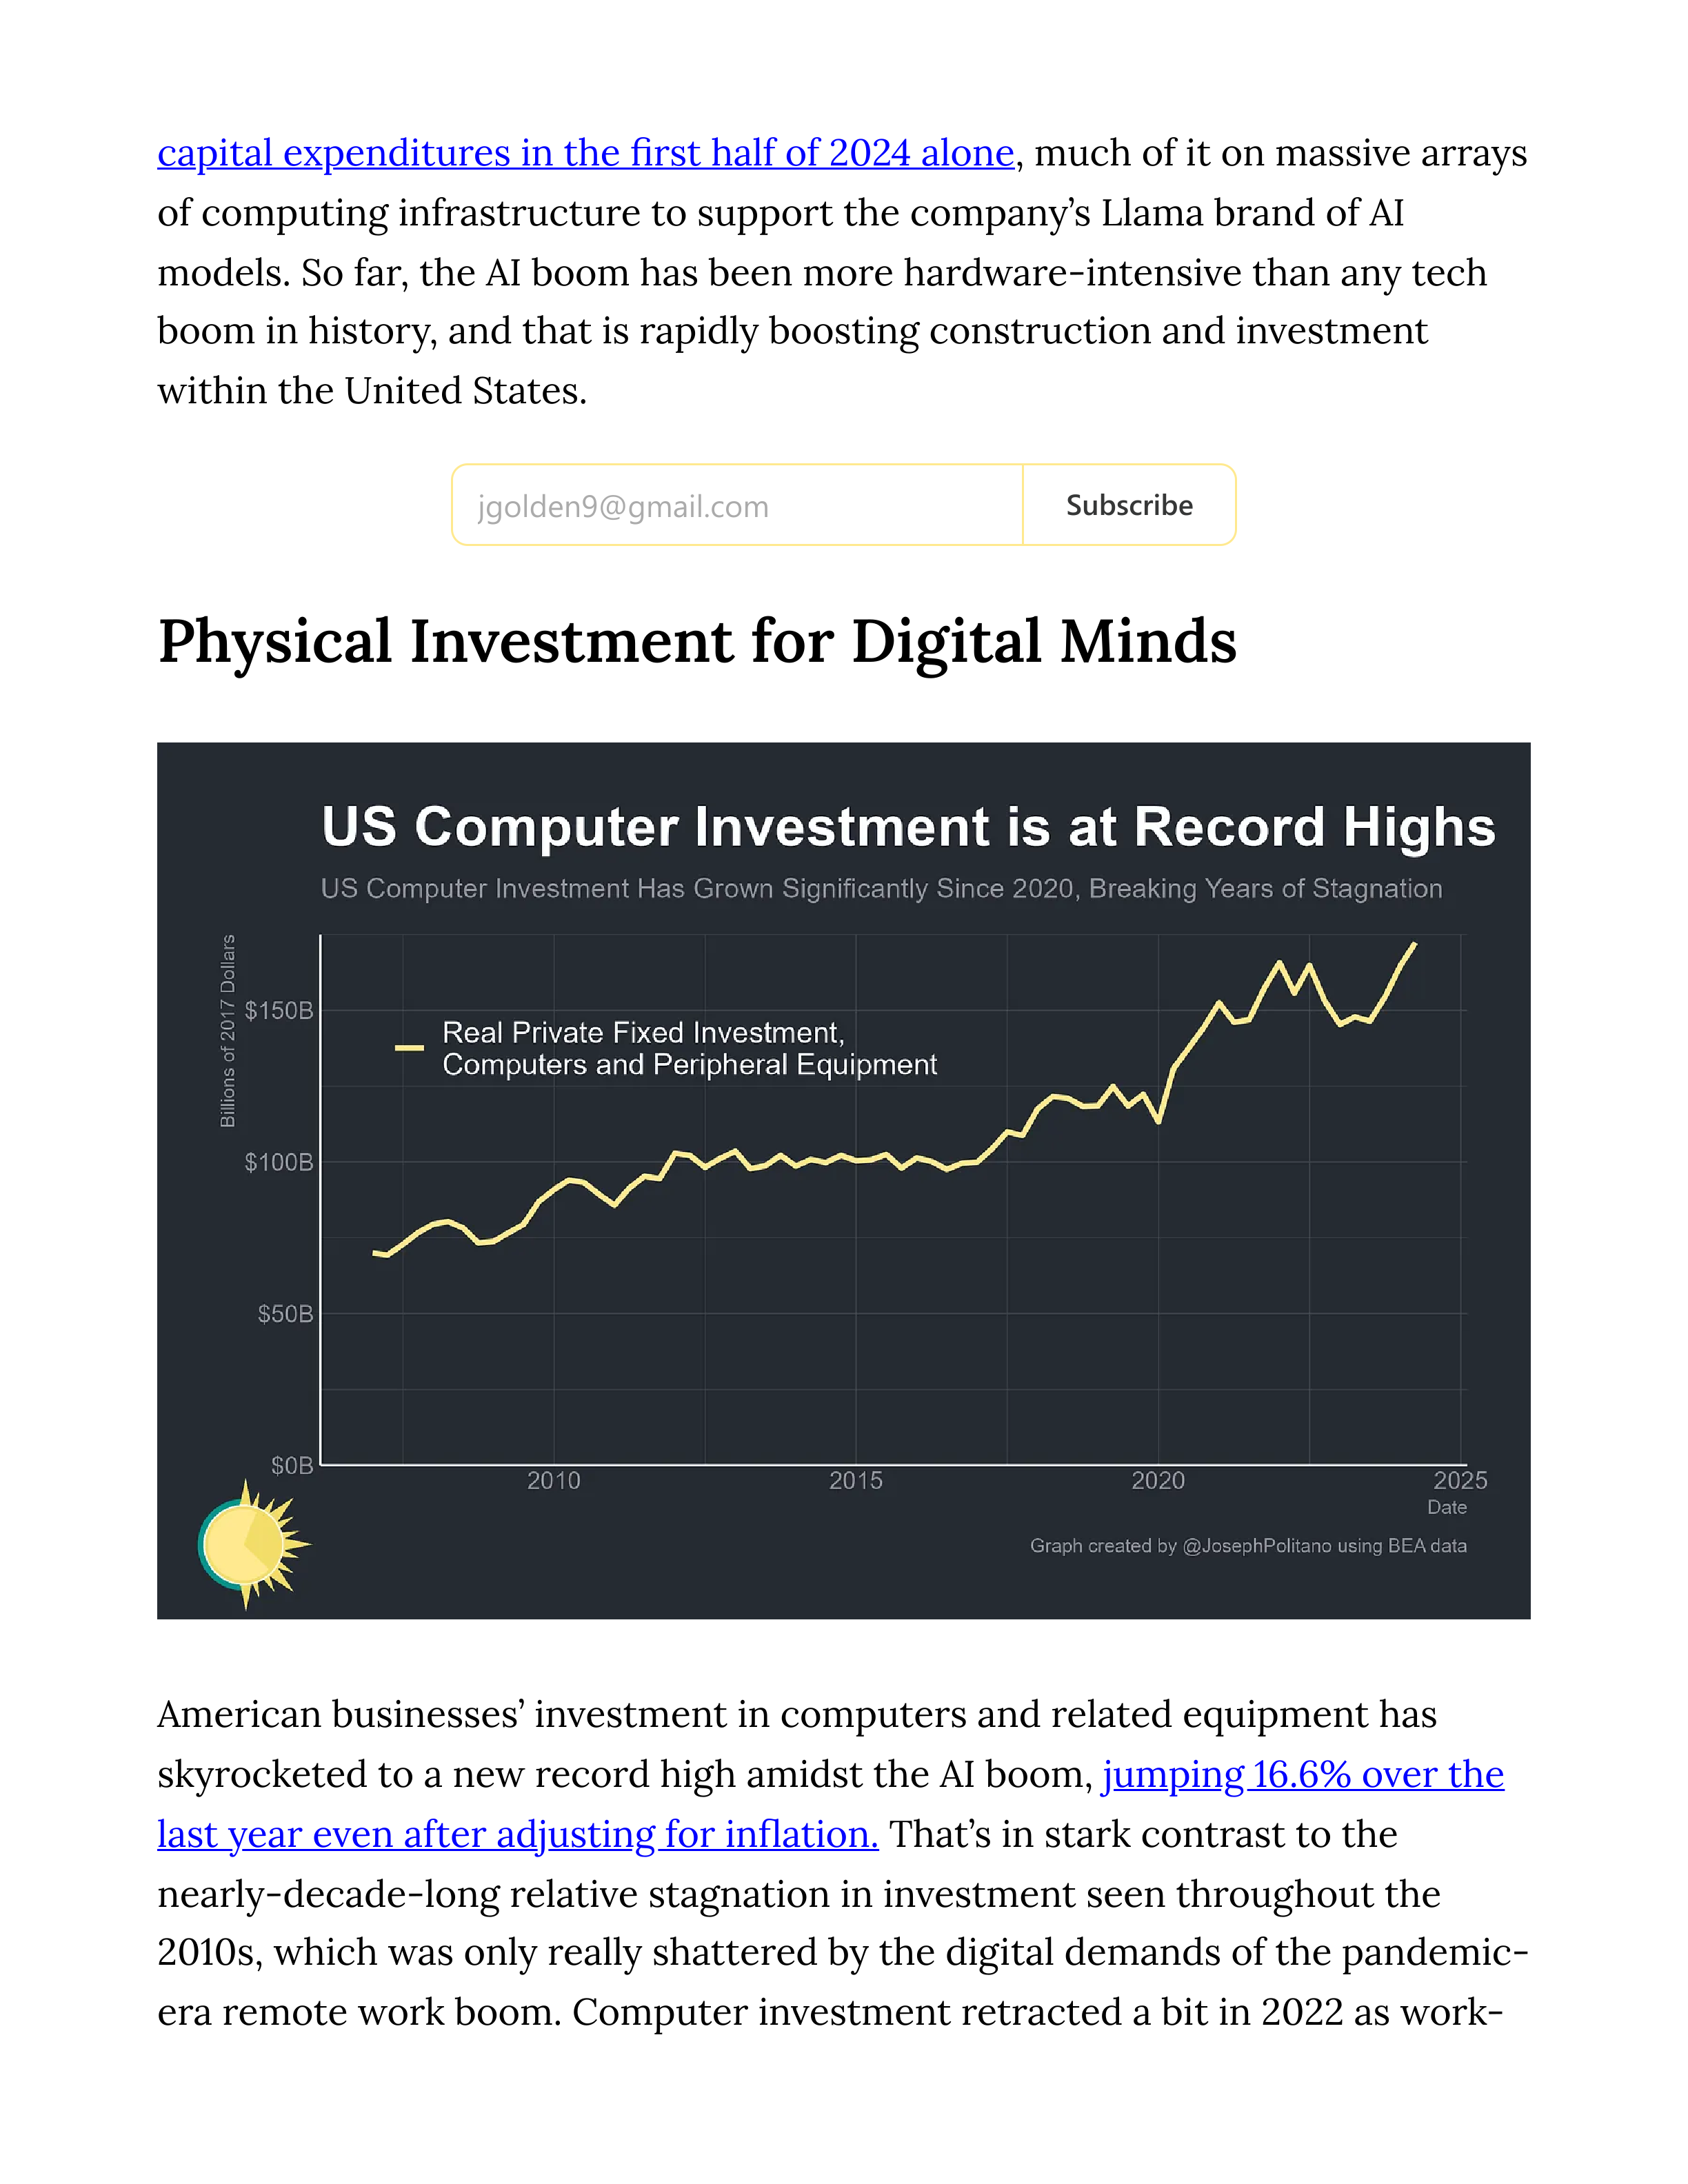 capital expenditures in the first half of 2024 alone, much of it on massive arrays
of computing infrastructure to support the company’s Llama brand of AI
models. So far, the AI boom has been more hardware-intensive than any tech
boom in history, and that is rapidly boosting construction and investment
within the United States.
jgolden9@gmail.com
Subscribe
Physical Investment for Digital Minds
US Computer Investment is at Record Highs
US Computer Investment Has Grown Significantly Since 2020, Breaking Years of Stagnation
Billions of 2017 Dollars
$150B
Real Private Fixed Investment,
Computers and Peripheral Equipment
$100B
$50B
$0B
2010 2015 2020 2025
Date
Graph created by @JosephPolitano using BEA data
American businesses’ investment in computers and related equipment has
skyrocketed to a new record high amidst the AI boom, jumping 16.6% over the
last year even after adjusting for inflation. That’s in stark contrast to the
nearly-decade-long relative stagnation in investment seen throughout the
2010s, which was only really shattered by the digital demands of the pandemic-
era remote work boom. Computer investment retracted a bit in 2022 as work-